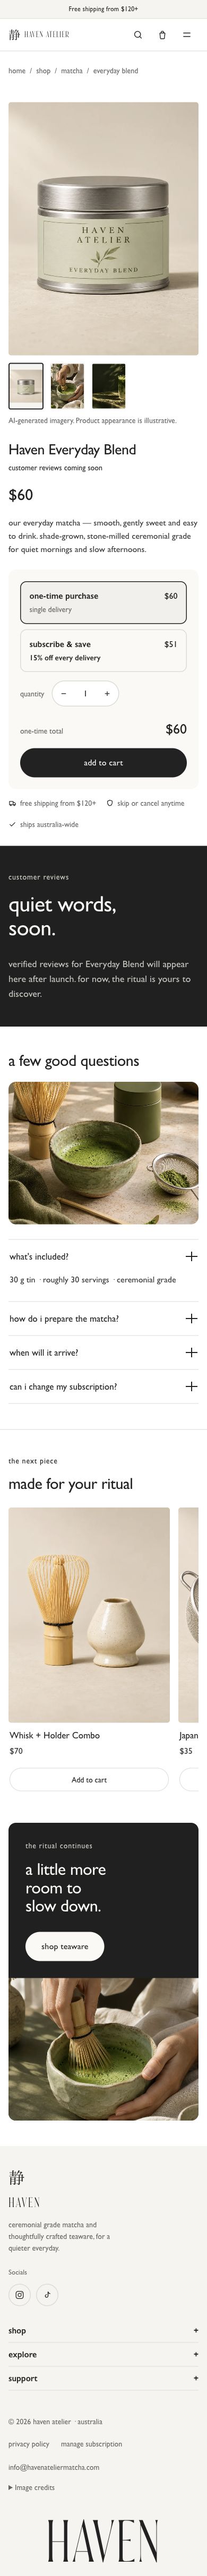 Free shipping from $120+
静 HAVEN ATELIER
home / shop / matcha / everyday blend
HAVEN
ATELIER
EVERYDAY BLEND
AI-generated imagery. Product appearance is illustrative.
Haven Everyday Blend
customer reviews coming soon
$60
our everyday matcha — smooth, gently sweet and easy
to drink. shade-grown, stone-milled ceremonial grade
for quiet mornings and slow afternoons.
one-time purchase $60
single delivery
subscribe & save $51
15% off every delivery
quantity − 1 +
one-time total $60
add to cart
free shipping from $120+ skip or cancel anytime
ships australia-wide
customer reviews
quiet words,
soon.
verified reviews for Everyday Blend will appear
here after launch. for now, the ritual is yours to
discover.
a few good questions
what's included?
30 g tin · roughly 30 servings · ceremonial grade
how do i prepare the matcha?
when will it arrive?
can i change my subscription?
the next piece
made for your ritual
Whisk + Holder Combo
$70
Add to cart
Japan
$35
the ritual continues
a little more
room to
slow down.
shop teaware
静
HAVEN
ceremonial grade matcha and
thoughtfully crafted teaware, for a
quieter everyday.
Socials
shop +
explore +
support +
© 2026 haven atelier · australia
privacy policy manage subscription
info@havenateliermatcha.com
Image credits
HAVEN